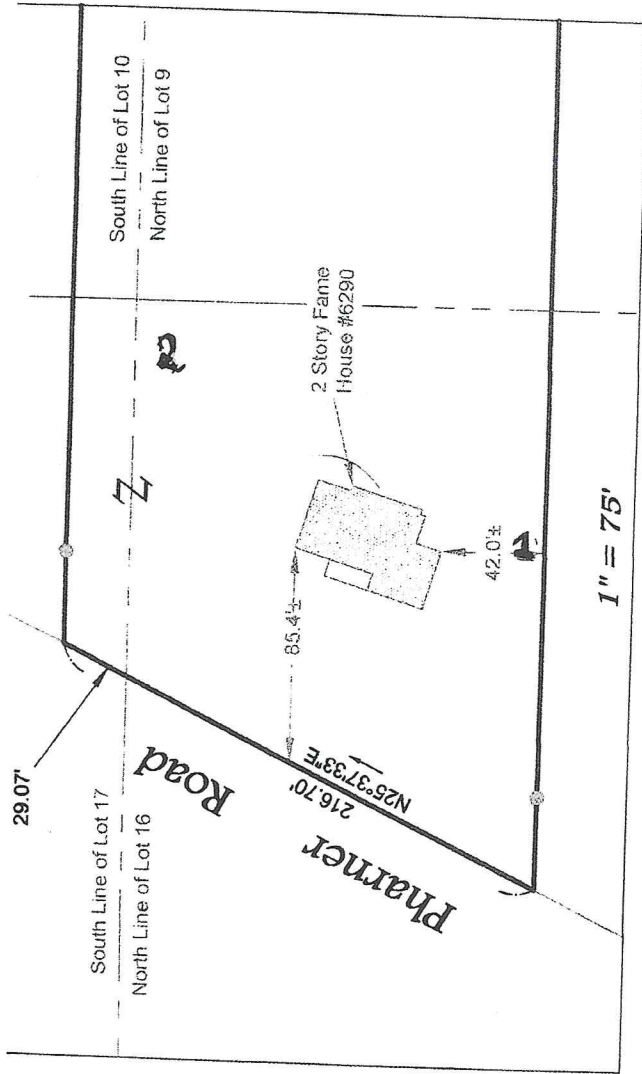 29.07'
South Line of Lot 17
North Line of Lot 16
South Line of Lot 10
North Line of Lot 9
Z
2
Pharner Road
216.70'
N25°37'33"E
85.4'±
2 Story Fame
House #6290
42.0'±
1
1" = 75'